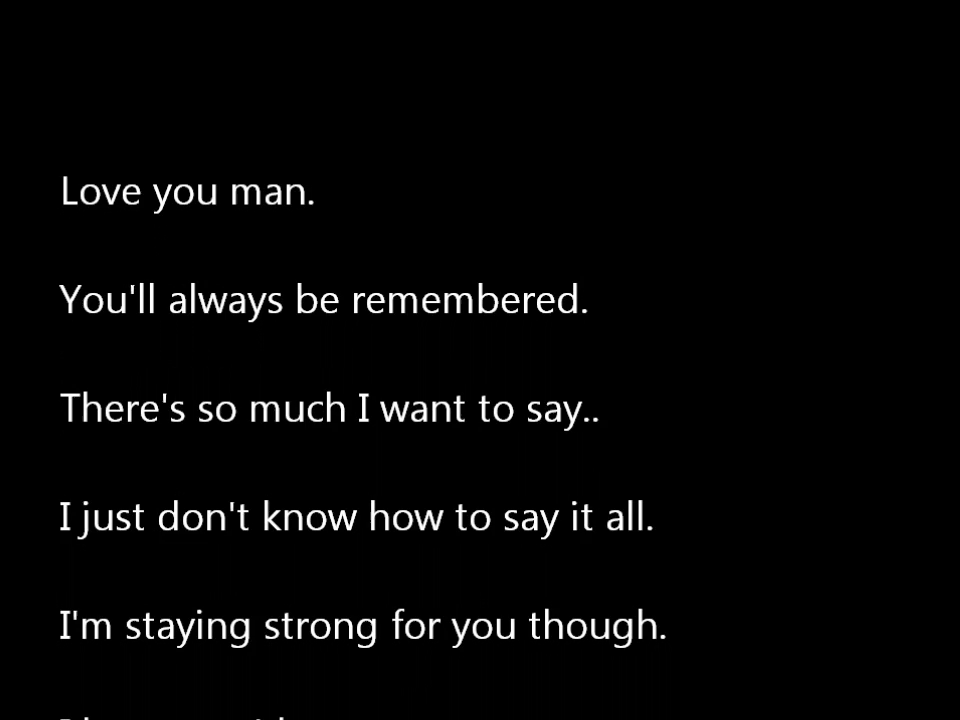 Love you man.
You'll always be remembered.
There's so much I want to say..
I just don't know how to say it all.
I'm staying strong for you though.